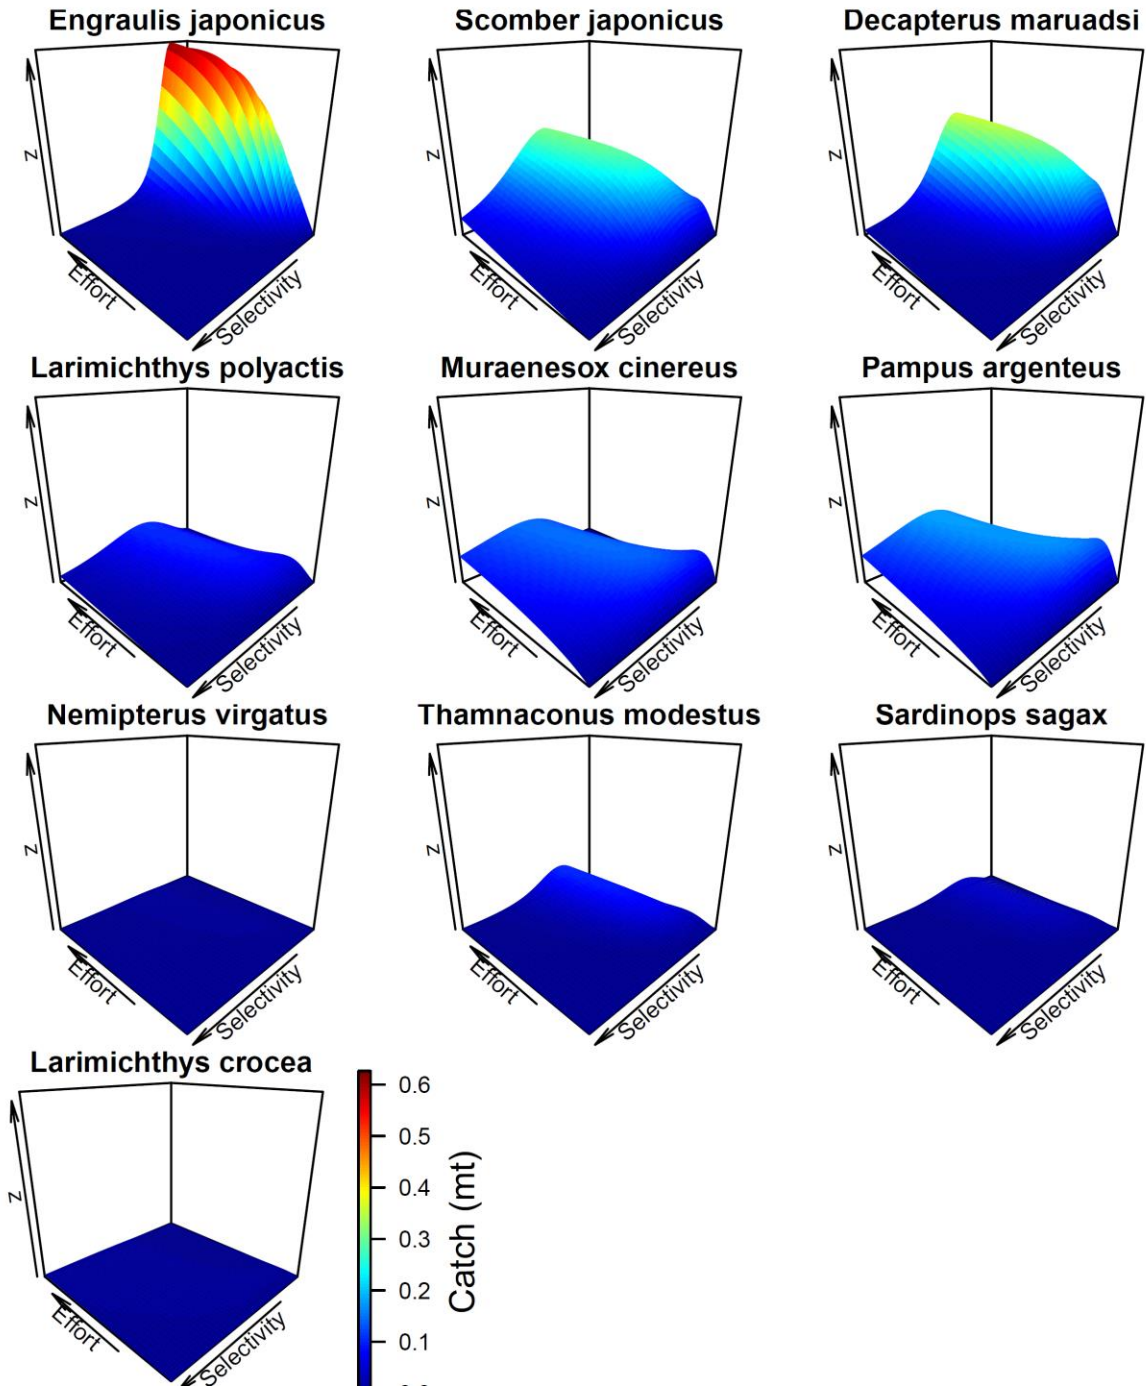 Engraulis japonicus Scomber japonicus Decapterus maruadsi
z z z
Effort Selectivity Effort Selectivity Effort Selectivity
Larimichthys polyactis Muraenesox cinereus Pampus argenteus
z z z
Effort Selectivity Effort Selectivity Effort Selectivity
Nemipterus virgatus Thamnaconus modestus Sardinops sagax
z z z
Effort Selectivity Effort Selectivity Effort Selectivity
Larimichthys crocea
z
Effort Selectivity
0.6
0.5
0.4
0.3
0.2
0.1
Catch (mt)